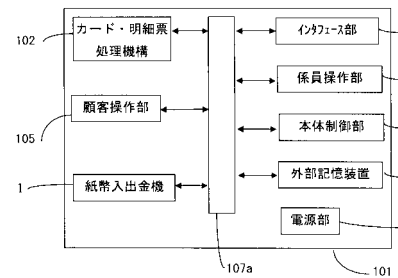 102
カード・明細票
処理機構
105
顧客操作部
1
紙幣入出金機
インタフェース部
係員操作部
本体制御部
外部記憶装置
電源部
107a
101